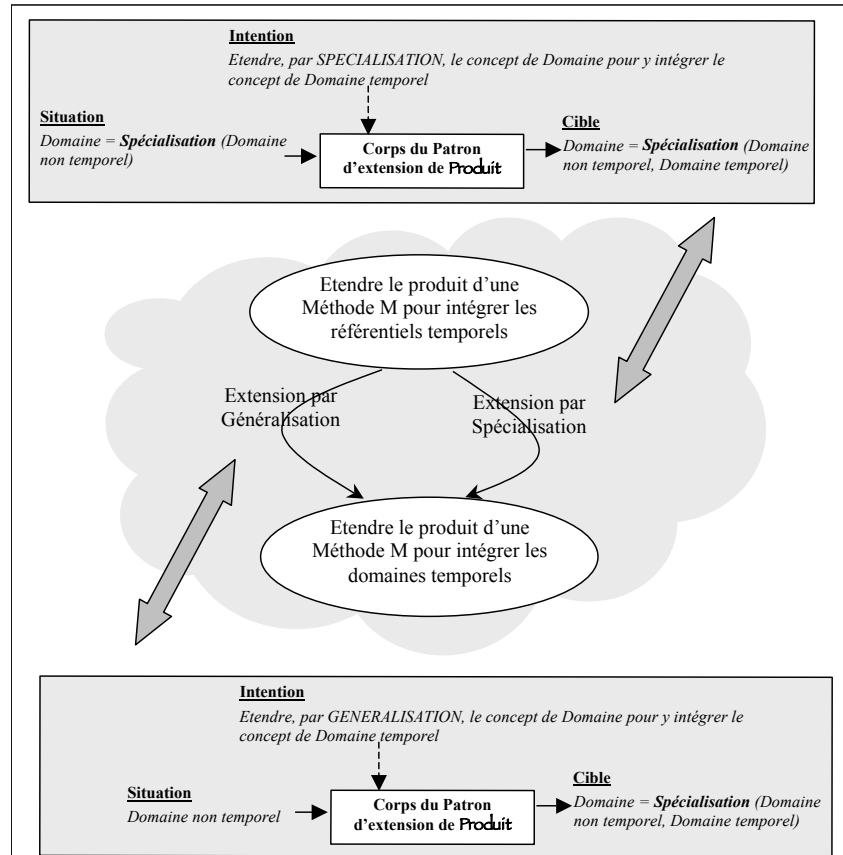 Intention
Etendre, par SPECIALISATION, le concept de Domaine pour y intégrer le
concept de Domaine temporel
Situation
Domaine = Spécialisation (Domaine
non temporel)
Corps du Patron
d'extension de Produit
Cible
Domaine = Spécialisation (Domaine
non temporel, Domaine temporel)
Etendre le produit d'une
Méthode M pour intégrer les
référentiels temporels
Extension par
Généralisation
Extension par
Spécialisation
Etendre le produit d'une
Méthode M pour intégrer les
domaines temporels
Intention
Etendre, par GENERALISATION, le concept de Domaine pour y intégrer le
concept de Domaine temporel
Situation
Domaine non temporel
Corps du Patron
d'extension de Produit
Cible
Domaine = Spécialisation (Domaine
non temporel, Domaine temporel)